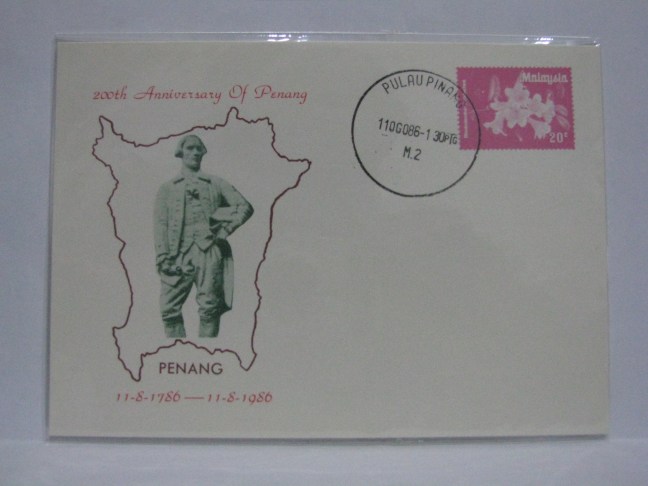 200th Anniversary Of Penang
PENANG
11-8-1786 — 11-8-1986
PULAU PINANG
11OGO86-1 30PTG
M.2
Malaysia
20¢